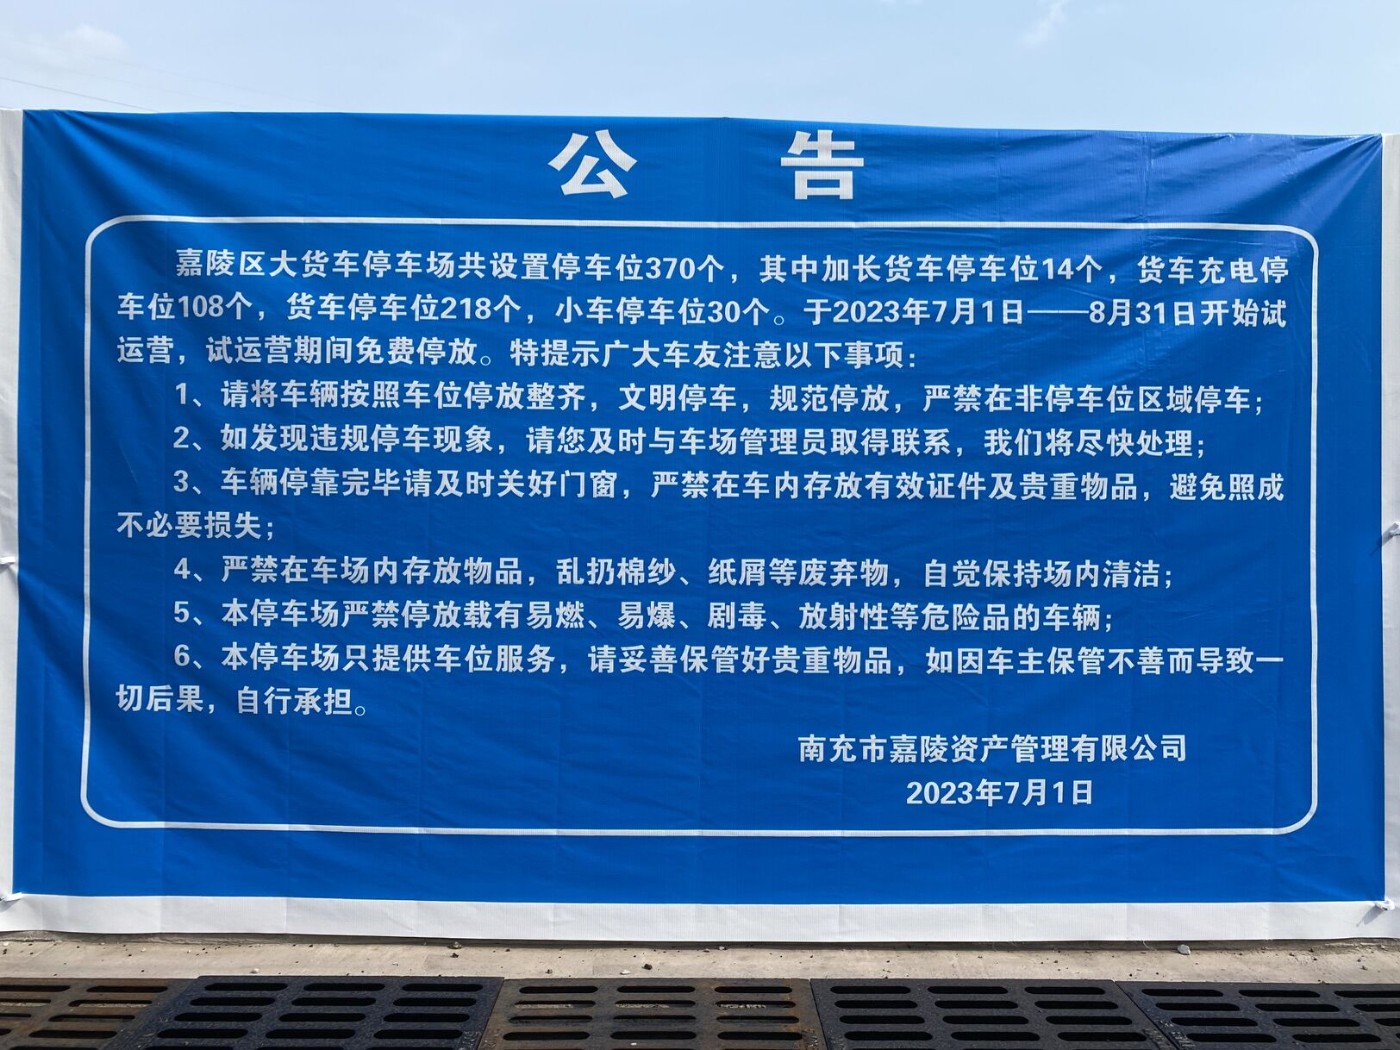 公告
嘉陵区大货车停车场共设置停车位370个，其中加长货车停车位14个，货车充电停
车位108个，货车停车位218个，小车停车位30个。于2023年7月1日——8月31日开始试
运营，试运营期间免费停放。特提示广大车友注意以下事项：
1、请将车辆按照车位停放整齐，文明停车，规范停放，严禁在非停车位区域停车；
2、如发现违规停车现象，请您及时与车场管理员取得联系，我们将尽快处理；
3、车辆停靠完毕请及时关好门窗，严禁在车内存放有效证件及贵重物品，避免照成
不必要损失；
4、严禁在车场内存放物品，乱扔棉纱、纸屑等废弃物，自觉保持场内清洁；
5、本停车场严禁停放载有易燃、易爆、剧毒、放射性等危险品的车辆；
6、本停车场只提供车位服务，请妥善保管好贵重物品，如因车主保管不善而导致一
切后果，自行承担。
南充市嘉陵资产管理有限公司
2023年7月1日